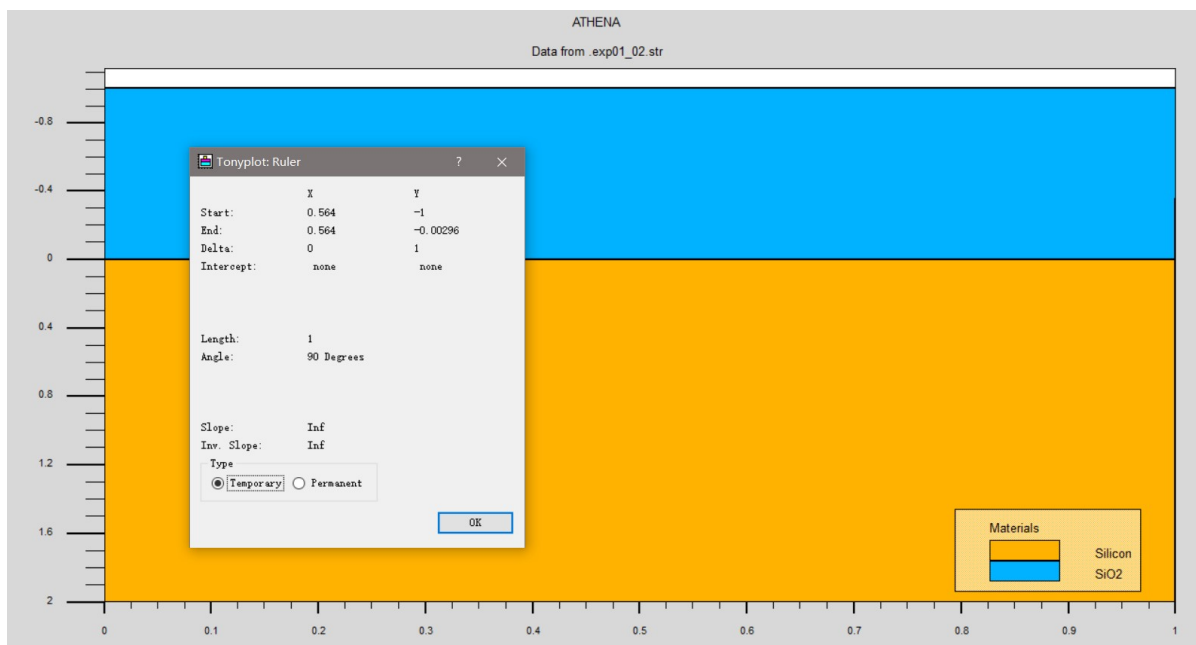 ATHENA
Data from .exp01_02.str
-0.8
-0.4
0
0.4
0.8
1.2
1.6
2
Tonyplot: Ruler ? ×
X Y
Start: 0.564 -1
End: 0.564 -0.00296
Delta: 0 1
Intercept: none none
Length: 1
Angle: 90 Degrees
Slope: Inf
Inv. Slope: Inf
Type
Temporary Permanent
OK
Materials
Silicon
SiO2
0 0.1 0.2 0.3 0.4 0.5 0.6 0.7 0.8 0.9 1